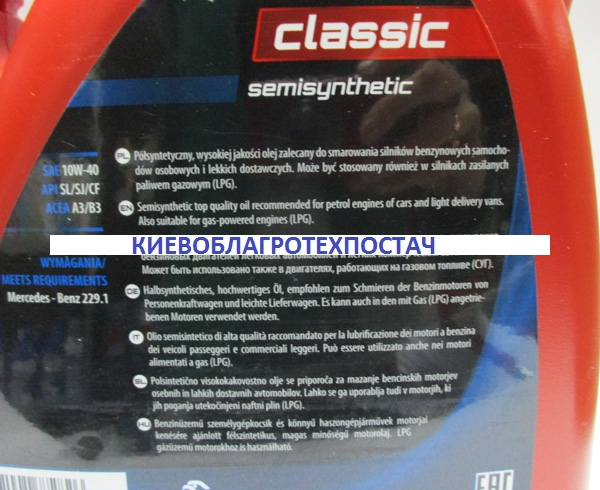 classic
semisynthetic
SAE 10W-40
API SL/SJ/CF
ACEA A3/B3
WYMAGANIA/
MEETS REQUIREMENTS
Mercedes - Benz 229.1
PL Półsyntetyczny, wysokiej jakości olej zalecany do smarowania silników benzynowych samocho-
dów osobowych i lekkich dostawczych. Może być stosowany również w silnikach zasilanych
paliwem gazowym (LPG).
EN Semisynthetic top quality oil recommended for petrol engines of cars and light delivery vans.
Also suitable for gas-powered engines (LPG).
КИЕВОБЛАГРОТЕХПОСТАЧ
Может быть использовано также в двигателях, работающих на газовом топливе (СУГ).
DE Halbsynthetisches, hochwertiges Öl, empfohlen zum Schmieren der Benzinmotoren von
Personenkraftwagen und leichte Lieferwagen. Es kann auch in den mit Gas (LPG) angetrie-
benen Motoren verwendet werden.
IT Olio semisintetico di alta qualità raccomandato per la lubrificazione dei motori a benzina
dei veicoli passeggeri e commerciali leggeri. Può essere utilizzato anche nei motori
alimentati a gas (LPG).
SL Polsintetično visokokakovostno olje se priporoča za mazanje bencinskih motorjev
osebnih in lahkih dostavnih avtomobilov. Lahko se ga uporablja tudi v motorjih, ki
jih poganja utekočinjeni naftni plin (LPG).
HU Benzinüzemű személygépkocsik és könnyű haszongépjárművek motorjai
kenésére ajánlott félszintetikus, magas minőségű motorolaj. LPG
gázüzemű motorokhoz is használható.
EAC